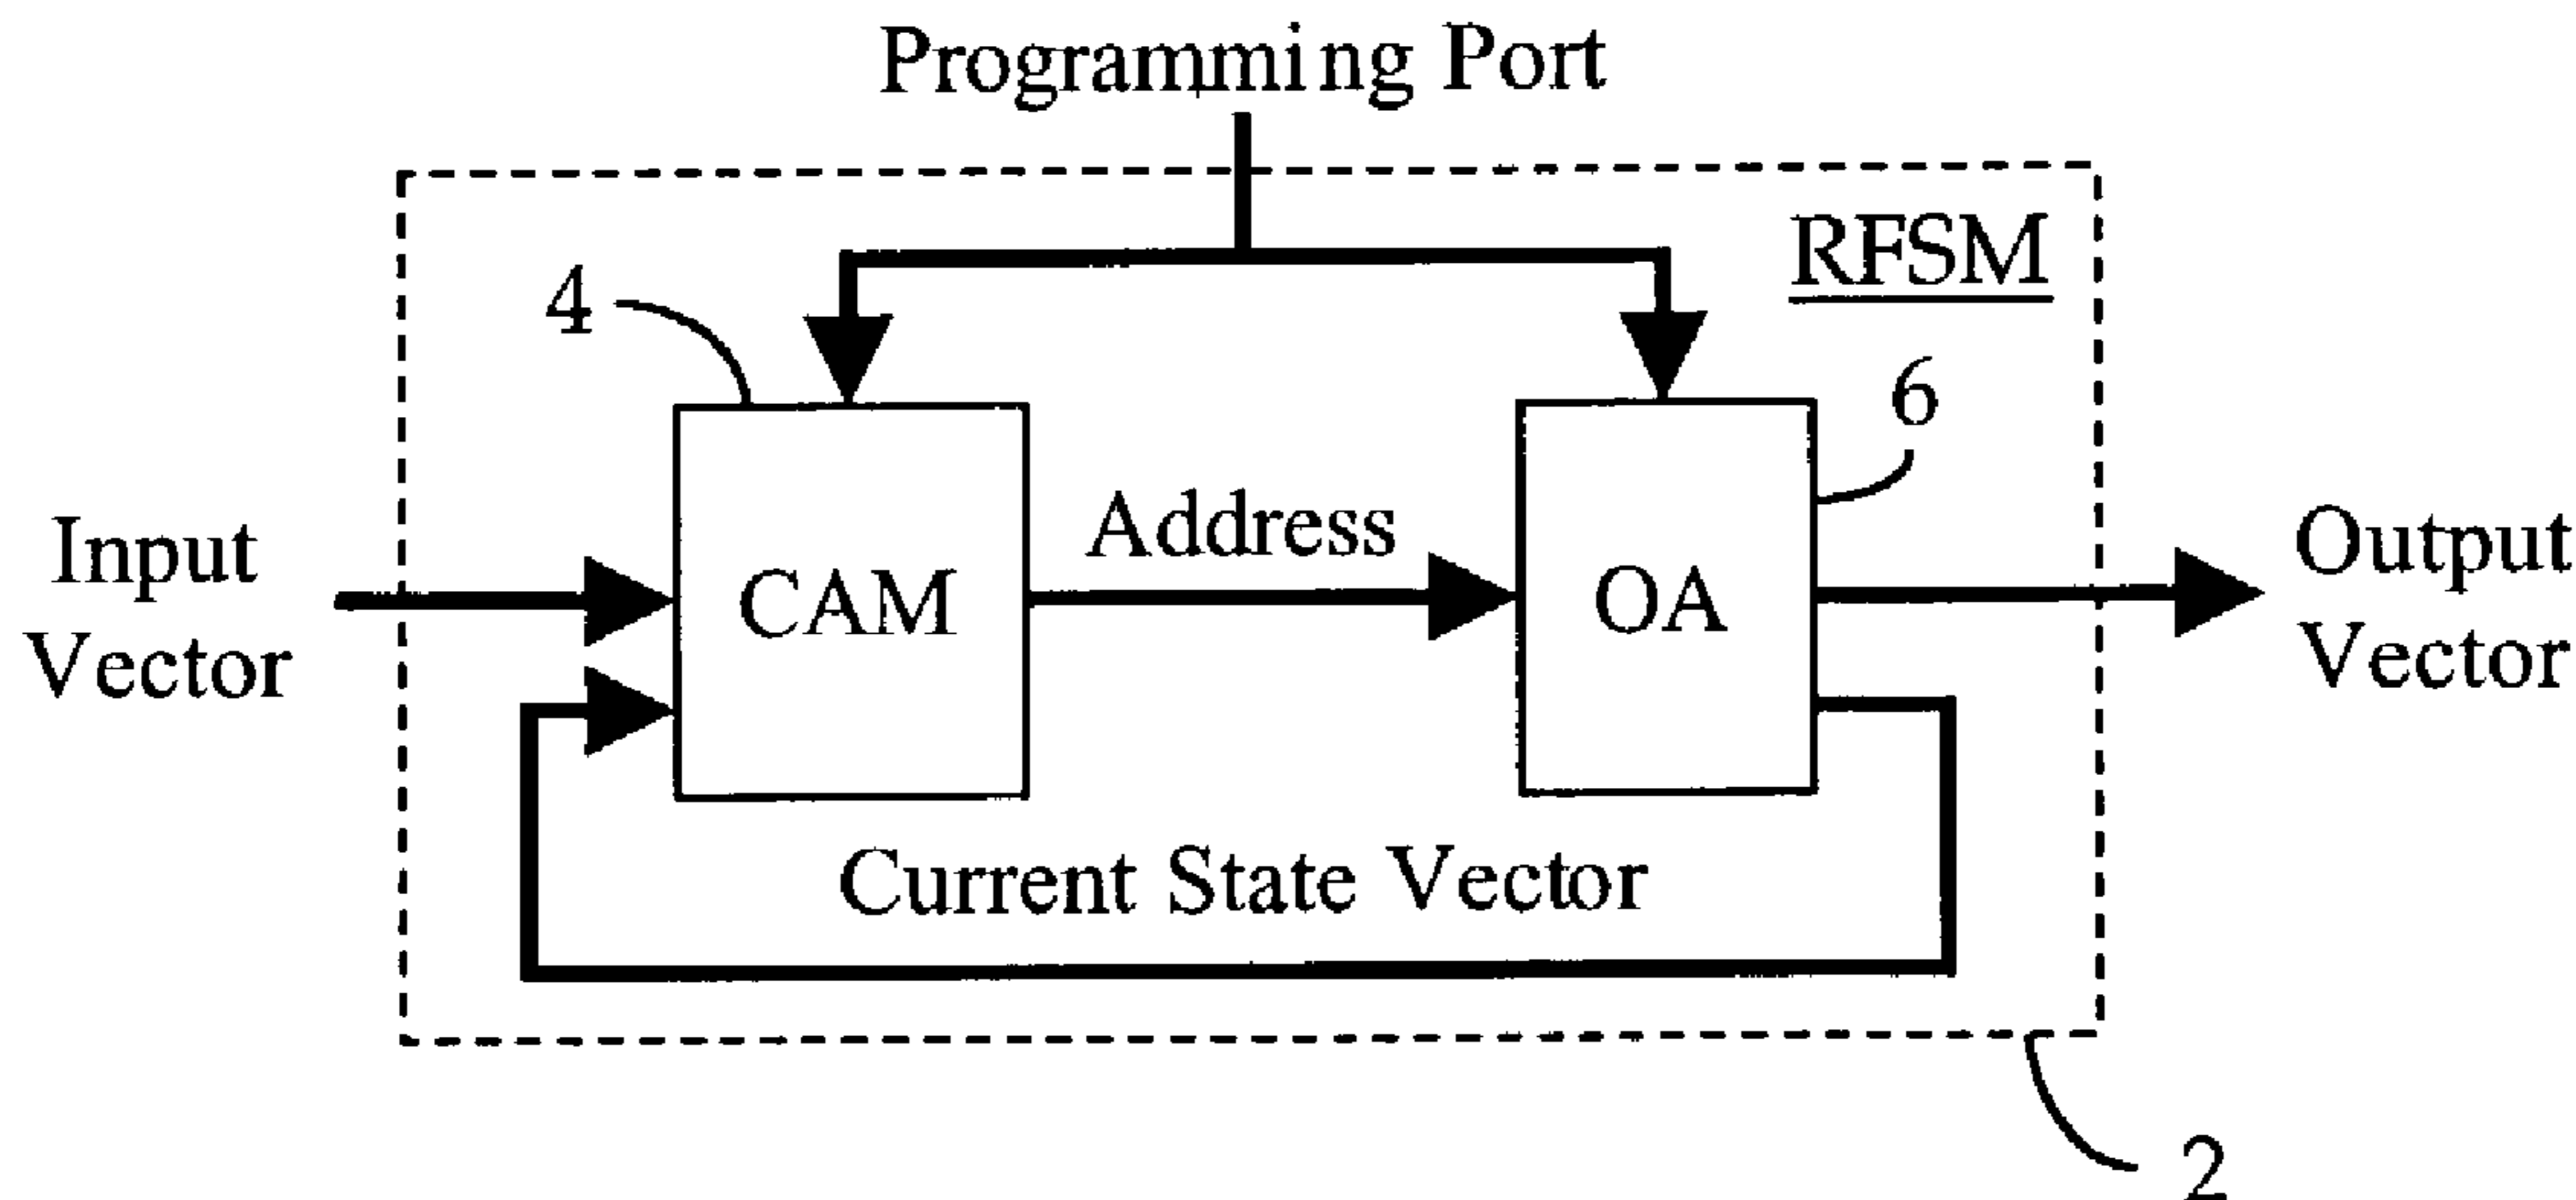 Programming Port
RFSM
4
6
Input
Vector
CAM
Address
OA
Output
Vector
Current State Vector
2